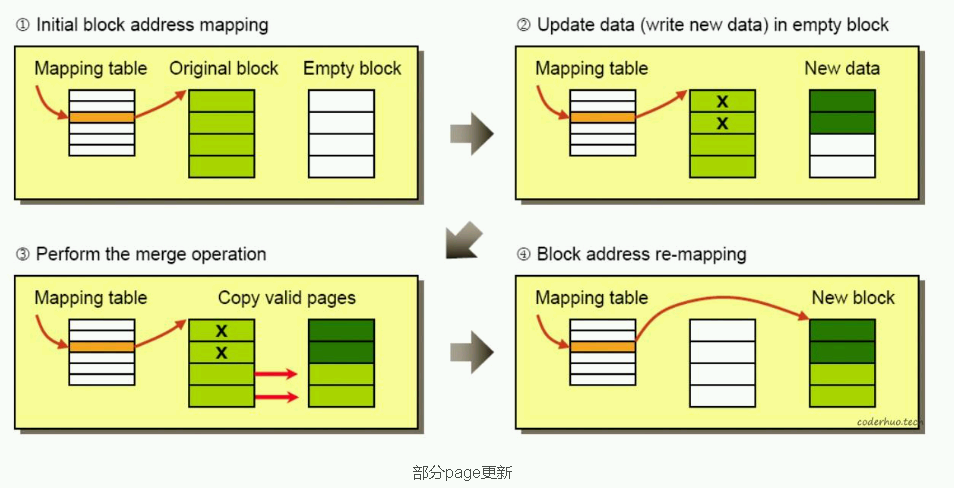 ① Initial block address mapping
Mapping table Original block Empty block
② Update data (write new data) in empty block
Mapping table New data
X
X
③ Perform the merge operation
Mapping table Copy valid pages
X
X
④ Block address re-mapping
Mapping table New block
coderhuo.tech
部分page更新